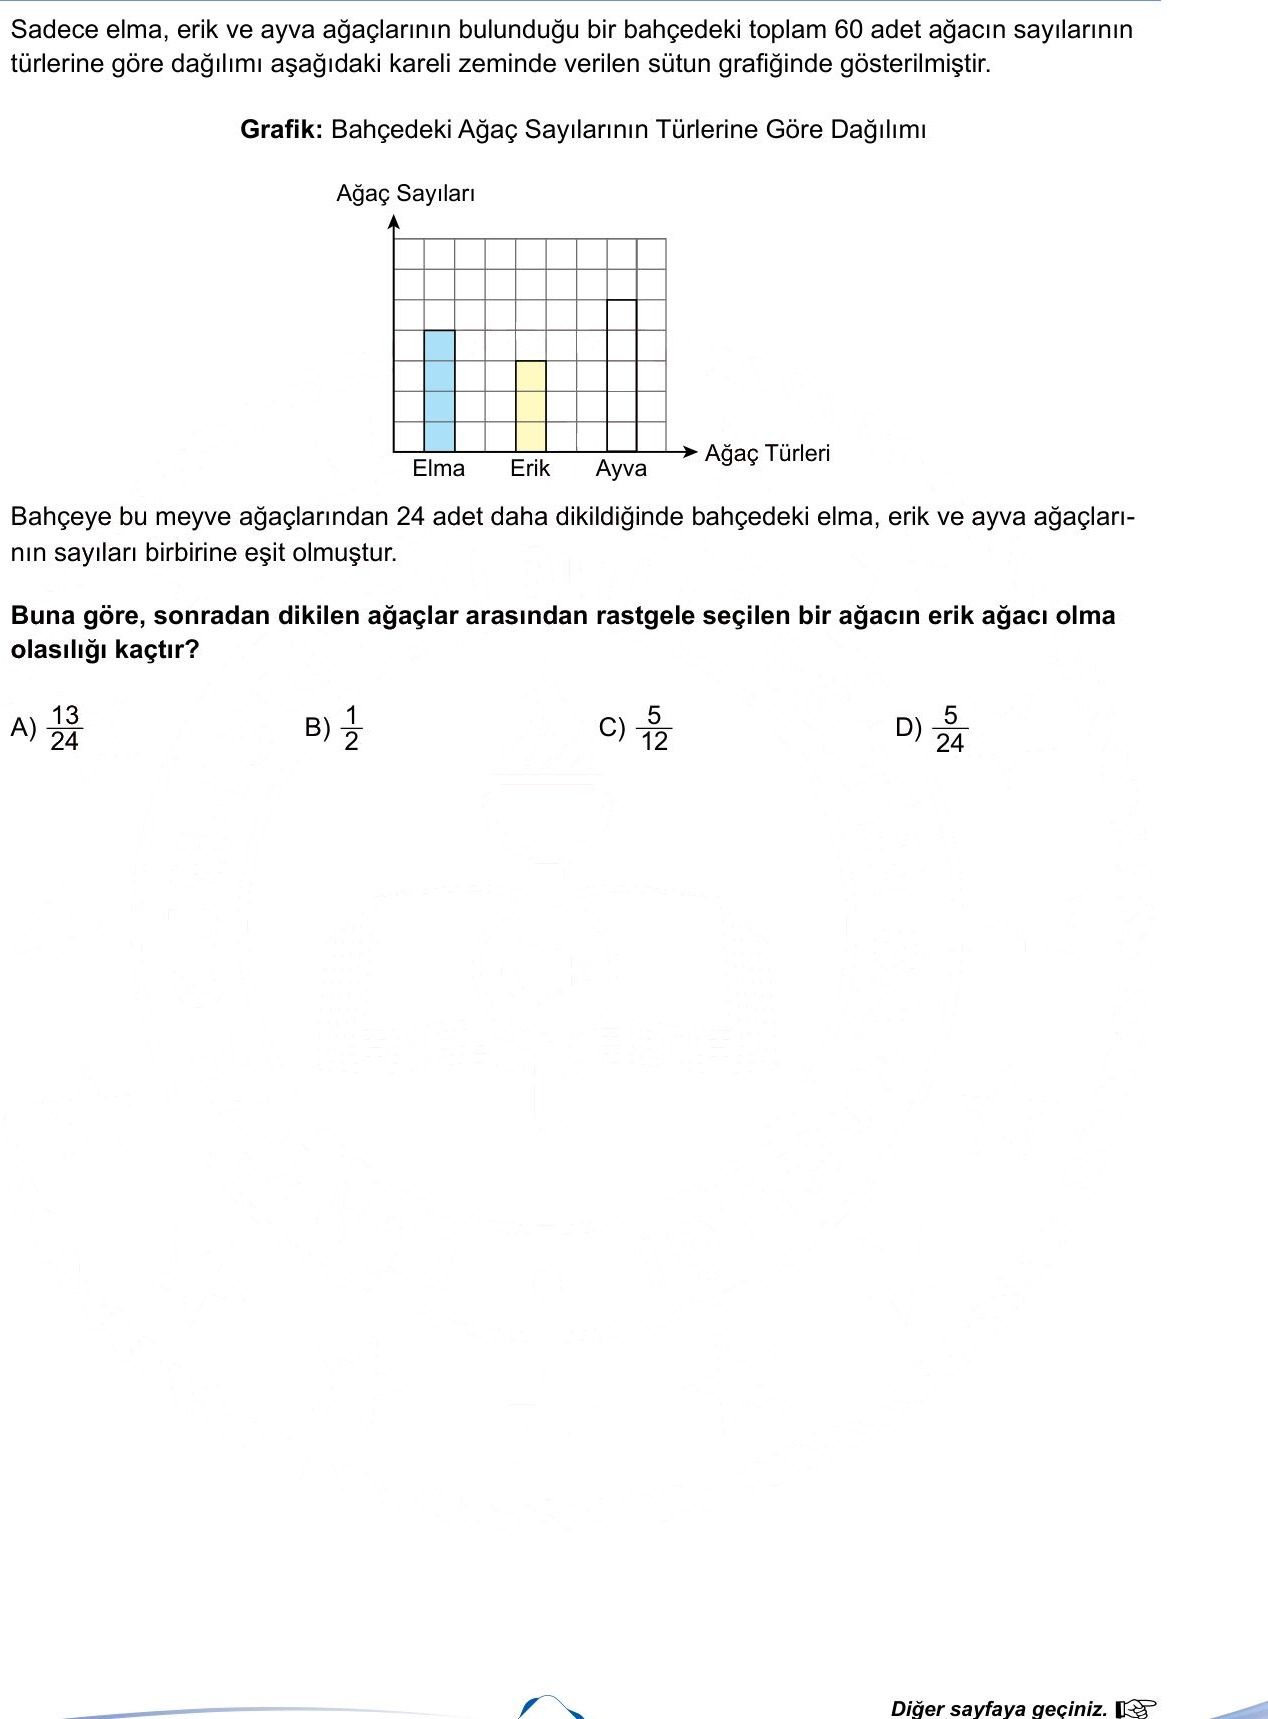 Sadece elma, erik ve ayva ağaçlarının bulunduğu bir bahçedeki toplam 60 adet ağacın sayılarının
türlerine göre dağılımı aşağıdaki kareli zeminde verilen sütun grafiğinde gösterilmiştir.
Grafik: Bahçedeki Ağaç Sayılarının Türlerine Göre Dağılımı
Ağaç Sayıları
Ağaç Türleri
Elma Erik Ayva
Bahçeye bu meyve ağaçlarından 24 adet daha dikildiğinde bahçedeki elma, erik ve ayva ağaçları-
nın sayıları birbirine eşit olmuştur.
Buna göre, sonradan dikilen ağaçlar arasından rastgele seçilen bir ağacın erik ağacı olma
olasılığı kaçtır?
A) 13/24 B) 1/2 C) 5/12 D) 5/24
Diğer sayfaya geçiniz.